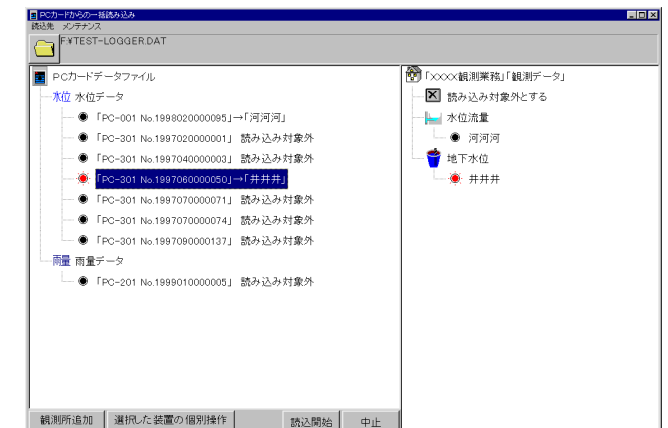 PCカードからの一括読み込み
読込先 メンテナンス
F:¥TEST-LOGGER.DAT
PCカードデータファイル
水位 水位データ
「PC-001 No.1998020000095」→「河河河」
「PC-301 No.1997020000001」 読み込み対象外
「PC-301 No.1997040000003」 読み込み対象外
「PC-301 No.1997060000050」→「井井井」
「PC-301 No.1997070000071」 読み込み対象外
「PC-301 No.1997070000074」 読み込み対象外
「PC-301 No.1997090000137」 読み込み対象外
雨量 雨量データ
「PC-201 No.1999010000005」 読み込み対象外
「××××観測業務」「観測データ」
読み込み対象外とする
水位流量
河河河
地下水位
井井井
観測所追加 選択した装置の個別操作 読込開始 中止